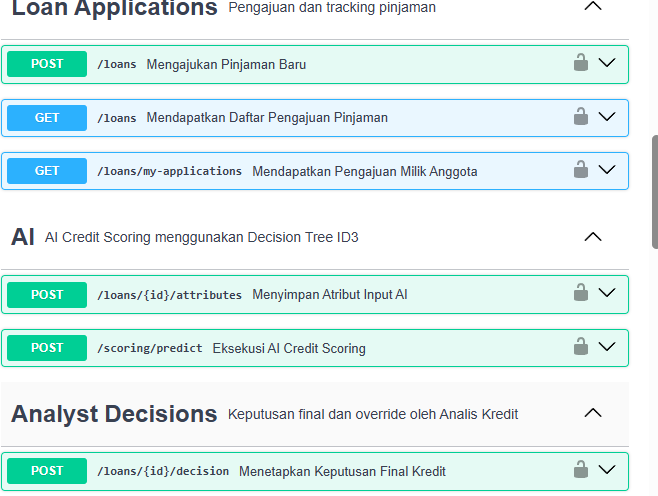 Loan Applications Pengajuan dan tracking pinjaman
POST /loans Mengajukan Pinjaman Baru
GET /loans Mendapatkan Daftar Pengajuan Pinjaman
GET /loans/my-applications Mendapatkan Pengajuan Milik Anggota
AI AI Credit Scoring menggunakan Decision Tree ID3
POST /loans/{id}/attributes Menyimpan Atribut Input AI
POST /scoring/predict Eksekusi AI Credit Scoring
Analyst Decisions Keputusan final dan override oleh Analis Kredit
POST /loans/{id}/decision Menetapkan Keputusan Final Kredit